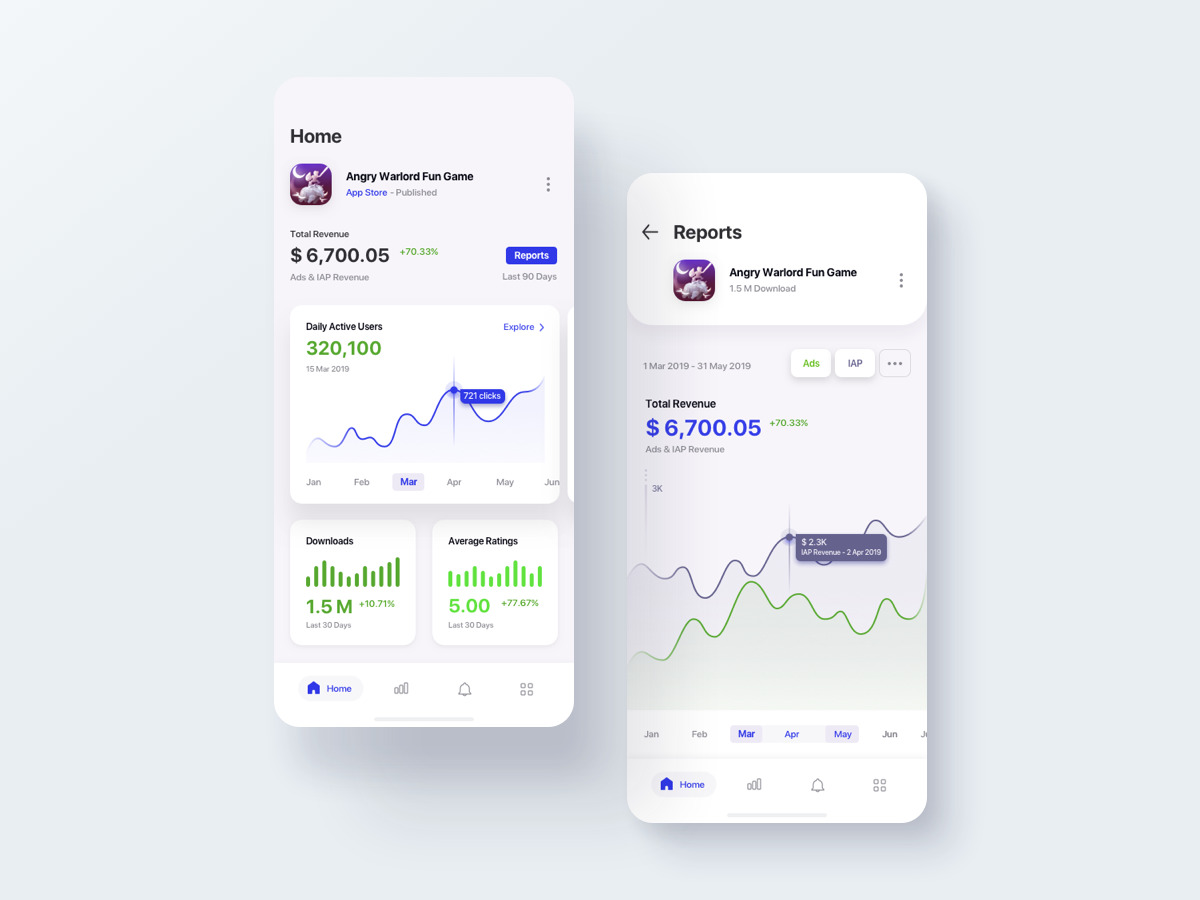 Home
Angry Warlord Fun Game
App Store - Published
Total Revenue
$ 6,700.05 +70.33% Reports
Ads & IAP Revenue Last 90 Days
Daily Active Users Explore
320,100
15 Mar 2019
721 clicks
Jan Feb Mar Apr May Jun
Downloads
1.5 M +10.71%
Last 30 Days
Average Ratings
5.00 +77.67%
Last 30 Days
Home
Reports
Angry Warlord Fun Game
1.5 M Download
1 Mar 2019 - 31 May 2019 Ads IAP
Total Revenue
$ 6,700.05 +70.33%
Ads & IAP Revenue
3K
$ 2.3K
IAP Revenue - 2 Apr 2019
Jan Feb Mar Apr May Jun
Home